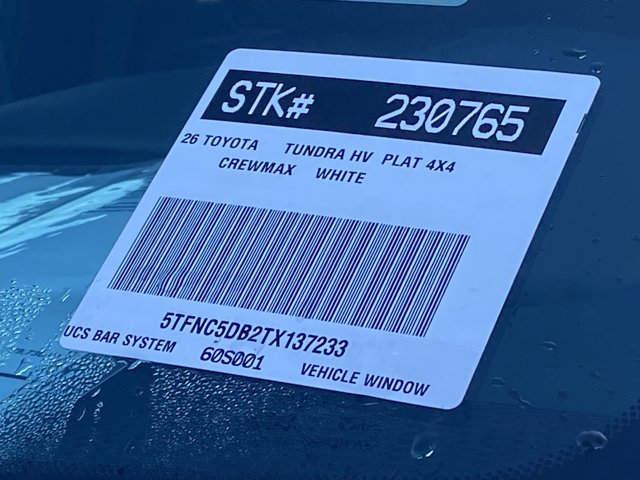 STK# 230765
26 TOYOTA TUNDRA HV PLAT 4X4
CREWMAX WHITE
5TFNC5DB2TX137233
UCS BAR SYSTEM 60S001 VEHICLE WINDOW